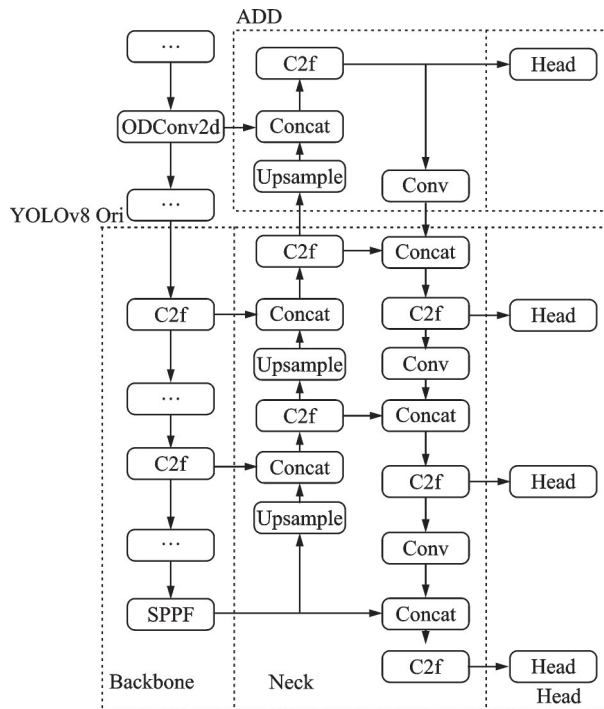 ADD
···
C2f
Head
ODConv2d
Concat
Upsample
Conv
···
YOLOv8 Ori
C2f
Concat
C2f
Concat
C2f
Head
Upsample
Conv
···
C2f
Concat
C2f
Concat
C2f
Head
Upsample
···
Conv
SPPF
Concat
C2f
Head
Backbone
Neck
Head